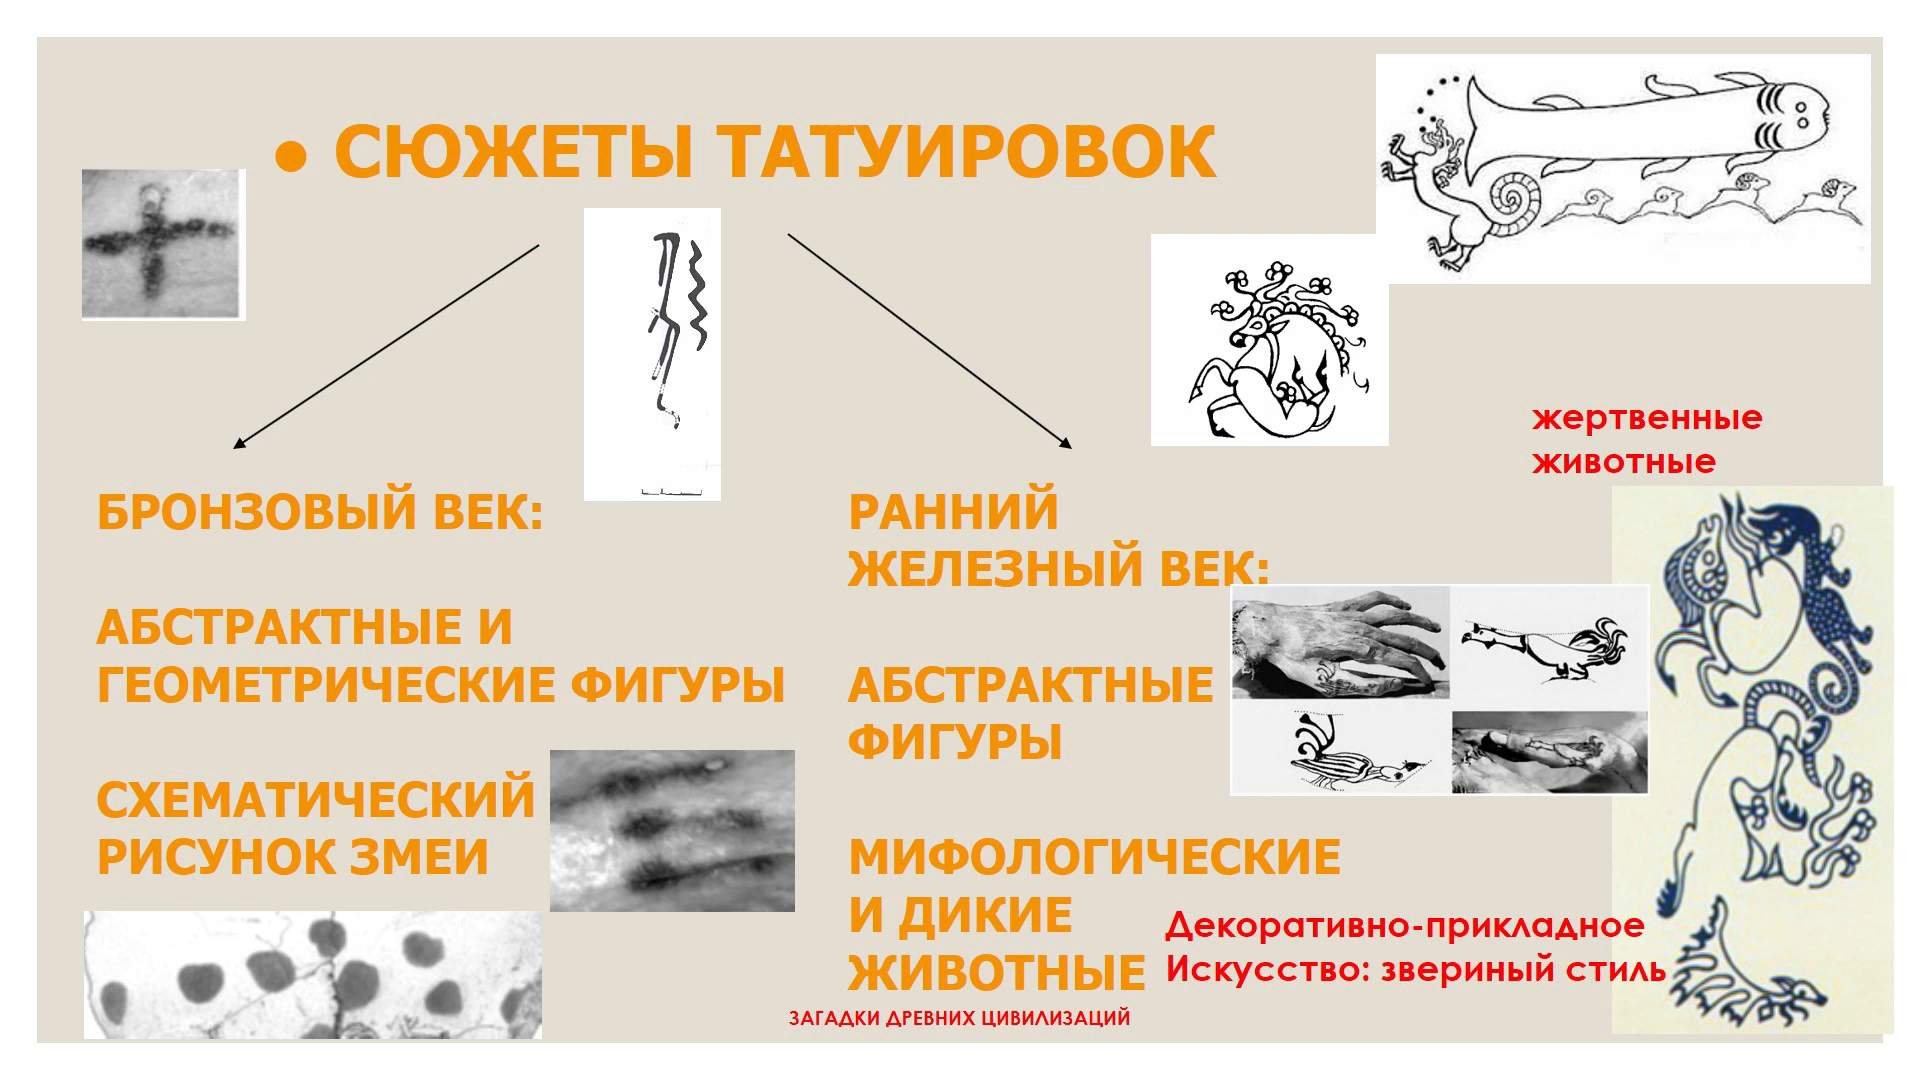 • СЮЖЕТЫ ТАТУИРОВОК
БРОНЗОВЫЙ ВЕК:
АБСТРАКТНЫЕ И
ГЕОМЕТРИЧЕСКИЕ ФИГУРЫ
СХЕМАТИЧЕСКИЙ
РИСУНОК ЗМЕИ
РАННИЙ
ЖЕЛЕЗНЫЙ ВЕК:
АБСТРАКТНЫЕ
ФИГУРЫ
МИФОЛОГИЧЕСКИЕ
И ДИКИЕ
ЖИВОТНЫЕ
жертвенные
животные
Декоративно-прикладное
Искусство: звериный стиль
ЗАГАДКИ ДРЕВНИХ ЦИВИЛИЗАЦИЙ